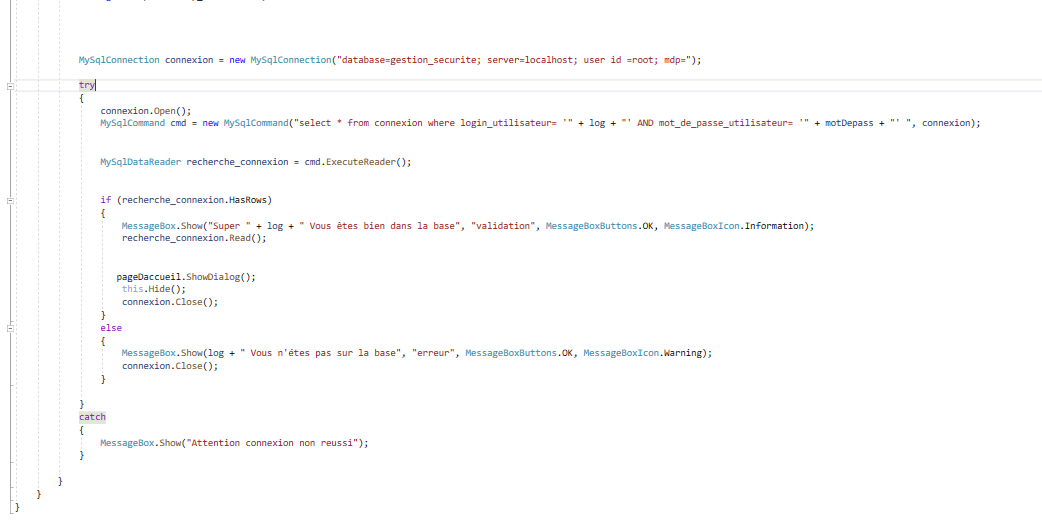 MySqlConnection connexion = new MySqlConnection("database=gestion_securite; server=localhost; user id =root; mdp=");
try
{
connexion.Open();
MySqlCommand cmd = new MySqlCommand("select * from connexion where login_utilisateur= '" + log + "' AND mot_de_passe_utilisateur= '" + motDepass + "' ", connexion);
MySqlDataReader recherche_connexion = cmd.ExecuteReader();
if (recherche_connexion.HasRows)
{
MessageBox.Show("Super " + log + " Vous êtes bien dans la base", "validation", MessageBoxButtons.OK, MessageBoxIcon.Information);
recherche_connexion.Read();
pageDaccueil.ShowDialog();
this.Hide();
connexion.Close();
}
else
{
MessageBox.Show(log + " Vous n'étes pas sur la base", "erreur", MessageBoxButtons.OK, MessageBoxIcon.Warning);
connexion.Close();
}
}
catch
{
MessageBox.Show("Attention connexion non reussi");
}
}
}
}